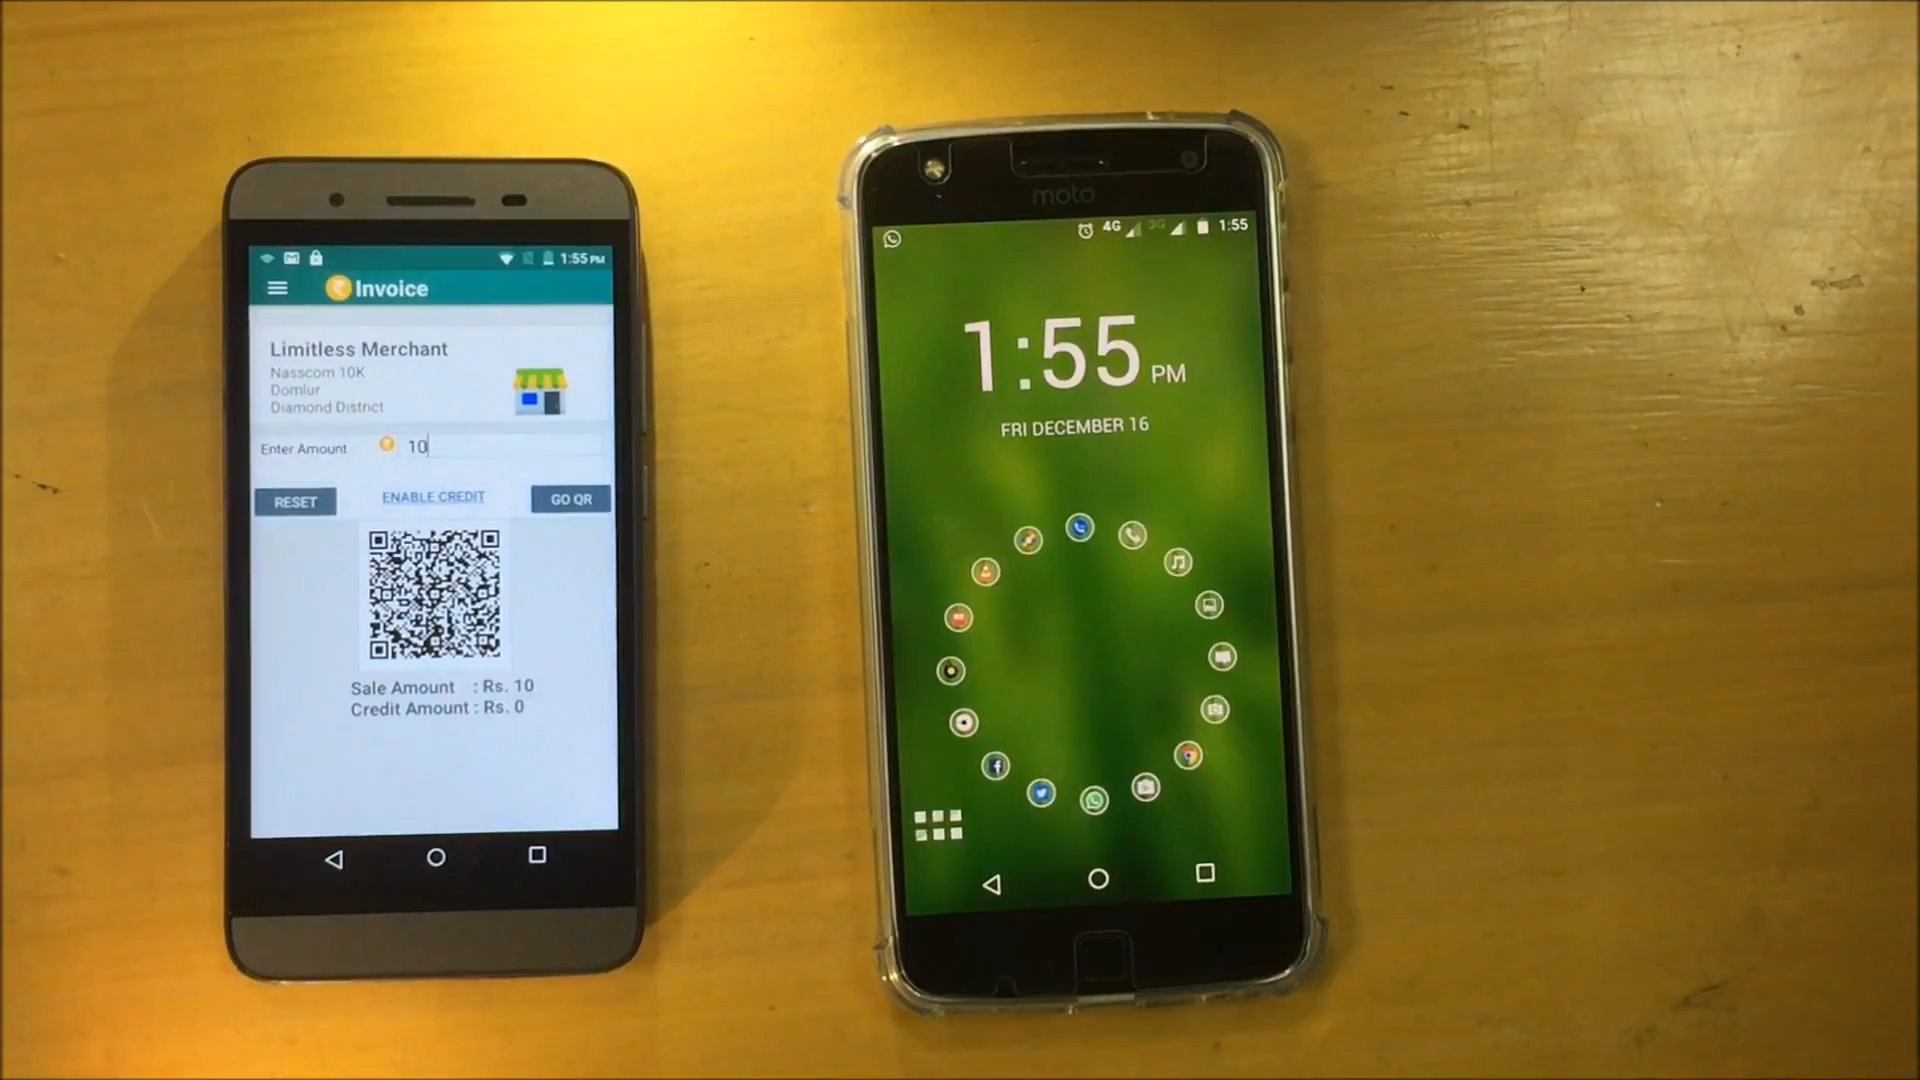 1:55 PM
Invoice
Limitless Merchant
Nasscom 10K
Domlur
Diamond District
Enter Amount 10
RESET ENABLE CREDIT GO QR
Sale Amount : Rs. 10
Credit Amount : Rs. 0
moto
4G 3G 1:55
1:55 PM
FRI DECEMBER 16